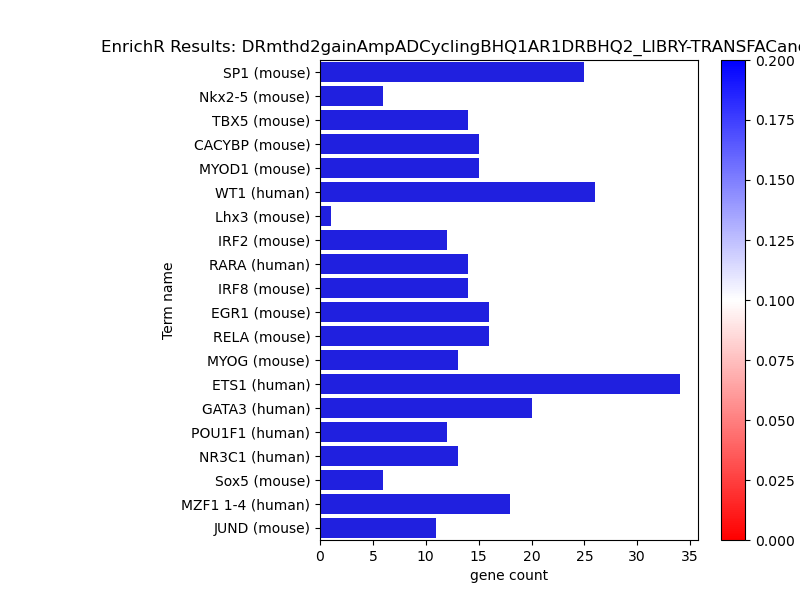 EnrichR Results: DRmthd2gainAmpADCyclingBHQ1AR1DRBHQ2_LIBRY-TRANSFACand
SP1 (mouse)
Nkx2-5 (mouse)
TBX5 (mouse)
CACYBP (mouse)
MYOD1 (mouse)
WT1 (human)
Lhx3 (mouse)
IRF2 (mouse)
RARA (human)
IRF8 (mouse)
EGR1 (mouse)
RELA (mouse)
MYOG (mouse)
ETS1 (human)
GATA3 (human)
POU1F1 (human)
NR3C1 (human)
Sox5 (mouse)
MZF1 1-4 (human)
JUND (mouse)
Term name
0 5 10 15 20 25 30 35
gene count
0.200
0.175
0.150
0.125
0.100
0.075
0.050
0.025
0.000